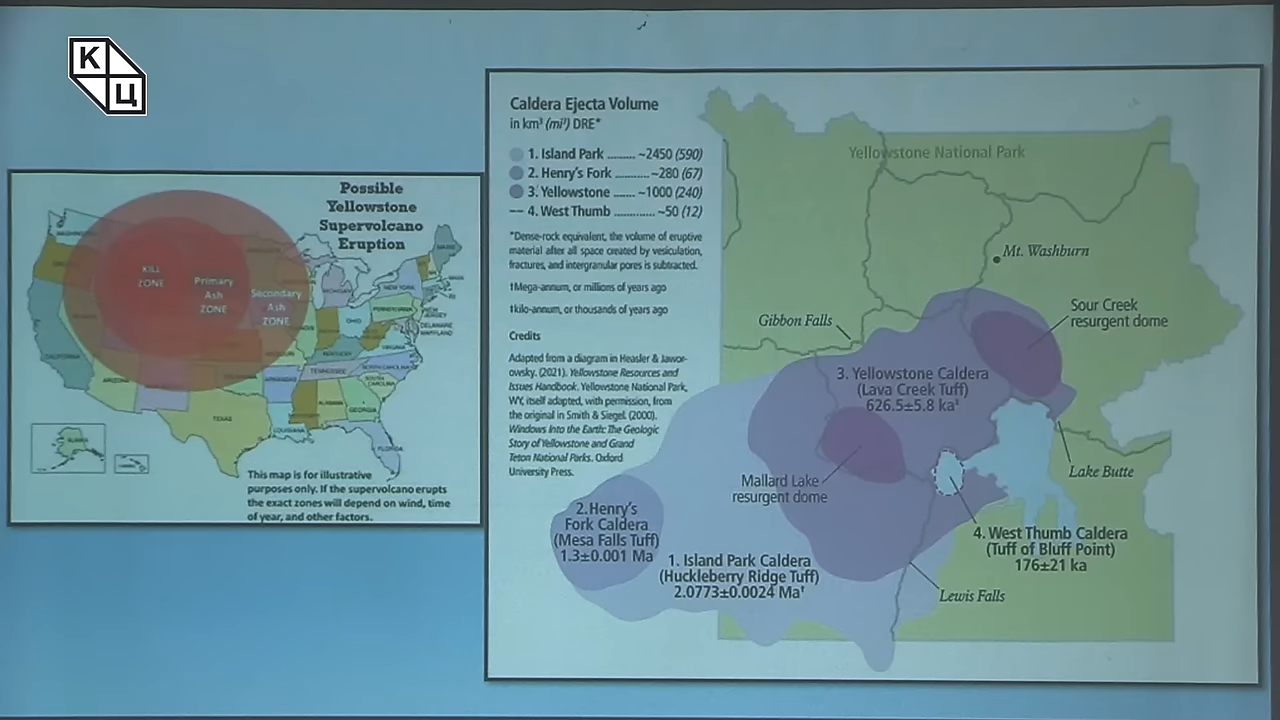 К
Ц
Possible
Yellowstone
Supervolcano
Eruption
KILL
ZONE
Primary
Ash
ZONE
Secondary
Ash
ZONE
CALIFORNIA
ARIZONA
TEXAS
ARKANSAS
LOUISIANA
TENNESSEE
KENTUCKY
ALABAMA
GEORGIA
FLORIDA
SOUTH
CAROLINA
NORTH CAROLINA
VIRGINIA
OHIO
MICHIGAN
NEW YORK
PENNSYLVANIA
MAINE
NEW
JERSEY
DELAWARE
MARYLAND
ALASKA
This map is for illustrative
purposes only. If the supervolcano erupts
the exact zones will depend on wind, time
of year, and other factors.
Caldera Ejecta Volume
in km³ (mi³) DRE*
1. Island Park ......... ~2450 (590)
2. Henry's Fork ........... ~280 (67)
3. Yellowstone ...... ~1000 (240)
4. West Thumb ............. ~50 (12)
*Dense-rock equivalent, the volume of eruptive
material after all space created by vesiculation,
fractures, and intergranular pores is subtracted.
†Mega-annum, or millions of years ago
‡kilo-annum, or thousands of years ago
Credits
Adapted from a diagram in Heasler & Jawor-
owsky. (2021). Yellowstone Resources and
Issues Handbook. Yellowstone National Park,
WY, itself adapted, with permission, from
the original in Smith & Siegel. (2000).
Windows Into the Earth: The Geologic
Story of Yellowstone and Grand
Teton National Parks. Oxford
University Press.
Yellowstone National Park
Mt. Washburn
Sour Creek
resurgent dome
Gibbon Falls
3. Yellowstone Caldera
(Lava Creek Tuff)
626.5±5.8 ka‡
Lake Butte
Mallard Lake
resurgent dome
2. Henry's
Fork Caldera
(Mesa Falls Tuff)
1.3±0.001 Ma
4. West Thumb Caldera
(Tuff of Bluff Point)
176±21 ka
1. Island Park Caldera
(Huckleberry Ridge Tuff)
2.0773±0.0024 Ma†
Lewis Falls